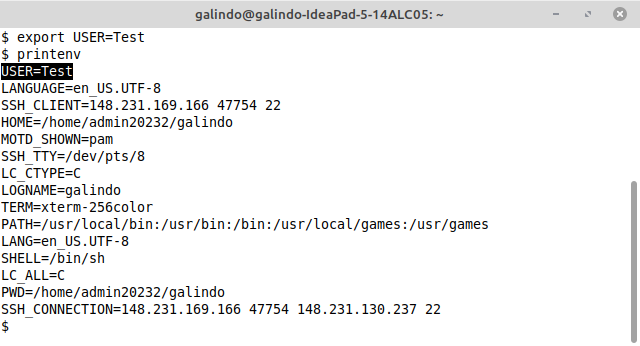 galindo@galindo-IdeaPad-5-14ALC05: ~
$ export USER=Test
$ printenv
USER=Test
LANGUAGE=en_US.UTF-8
SSH_CLIENT=148.231.169.166 47754 22
HOME=/home/admin20232/galindo
MOTD_SHOWN=pam
SSH_TTY=/dev/pts/8
LC_CTYPE=C
LOGNAME=galindo
TERM=xterm-256color
PATH=/usr/local/bin:/usr/bin:/bin:/usr/local/games:/usr/games
LANG=en_US.UTF-8
SHELL=/bin/sh
LC_ALL=C
PWD=/home/admin20232/galindo
SSH_CONNECTION=148.231.169.166 47754 148.231.130.237 22
$